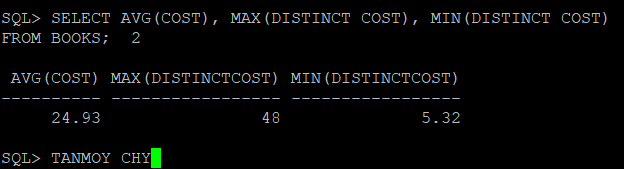 SQL> SELECT AVG(COST), MAX(DISTINCT COST), MIN(DISTINCT COST)
FROM BOOKS;  2
 AVG(COST) MAX(DISTINCTCOST) MIN(DISTINCTCOST)
---------- ----------------- -----------------
     24.93                48              5.32
SQL> TANMOY CHY